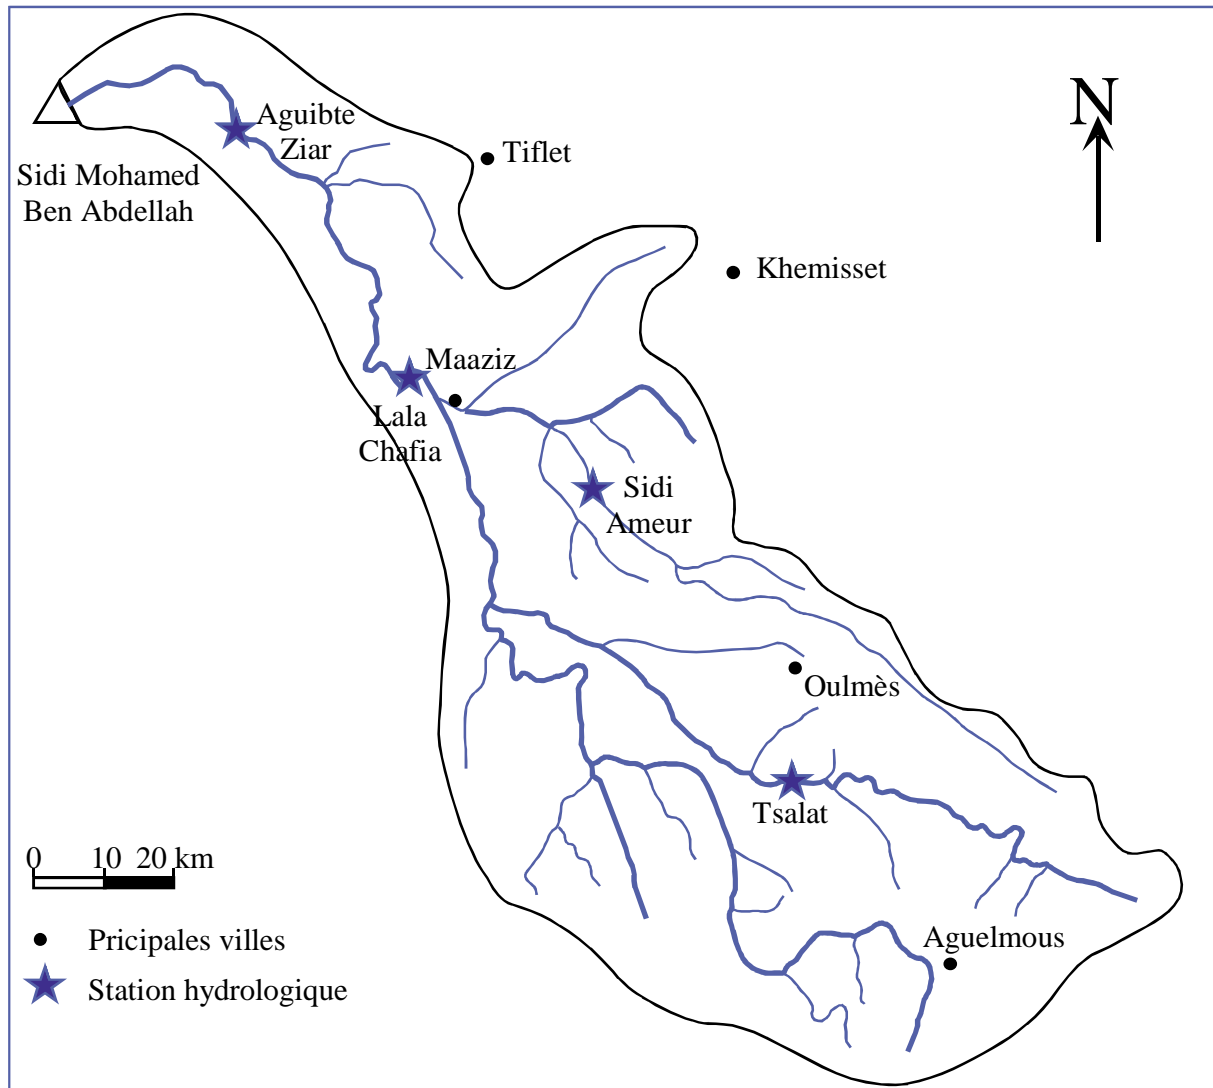 N
Aguibte
Ziar
Tiflet
Sidi Mohamed
Ben Abdellah
Khemisset
Maaziz
Lala
Chafia
Sidi
Ameur
Oulmès
Tsalat
0 10 20 km
Aguelmous
Pricipales villes
Station hydrologique